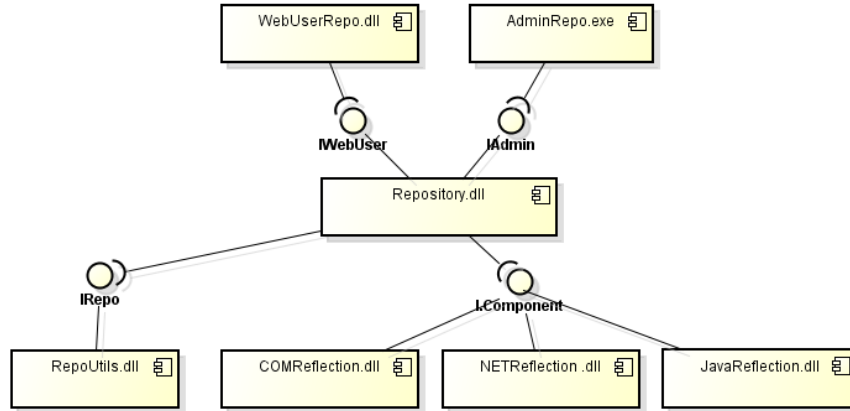 WebUserRepo.dll
AdminRepo.exe
IWebUser
IAdmin
Repository.dll
IRepo
I.Component
RepoUtils.dll
COMReflection.dll
NETReflection .dll
JavaReflection.dll